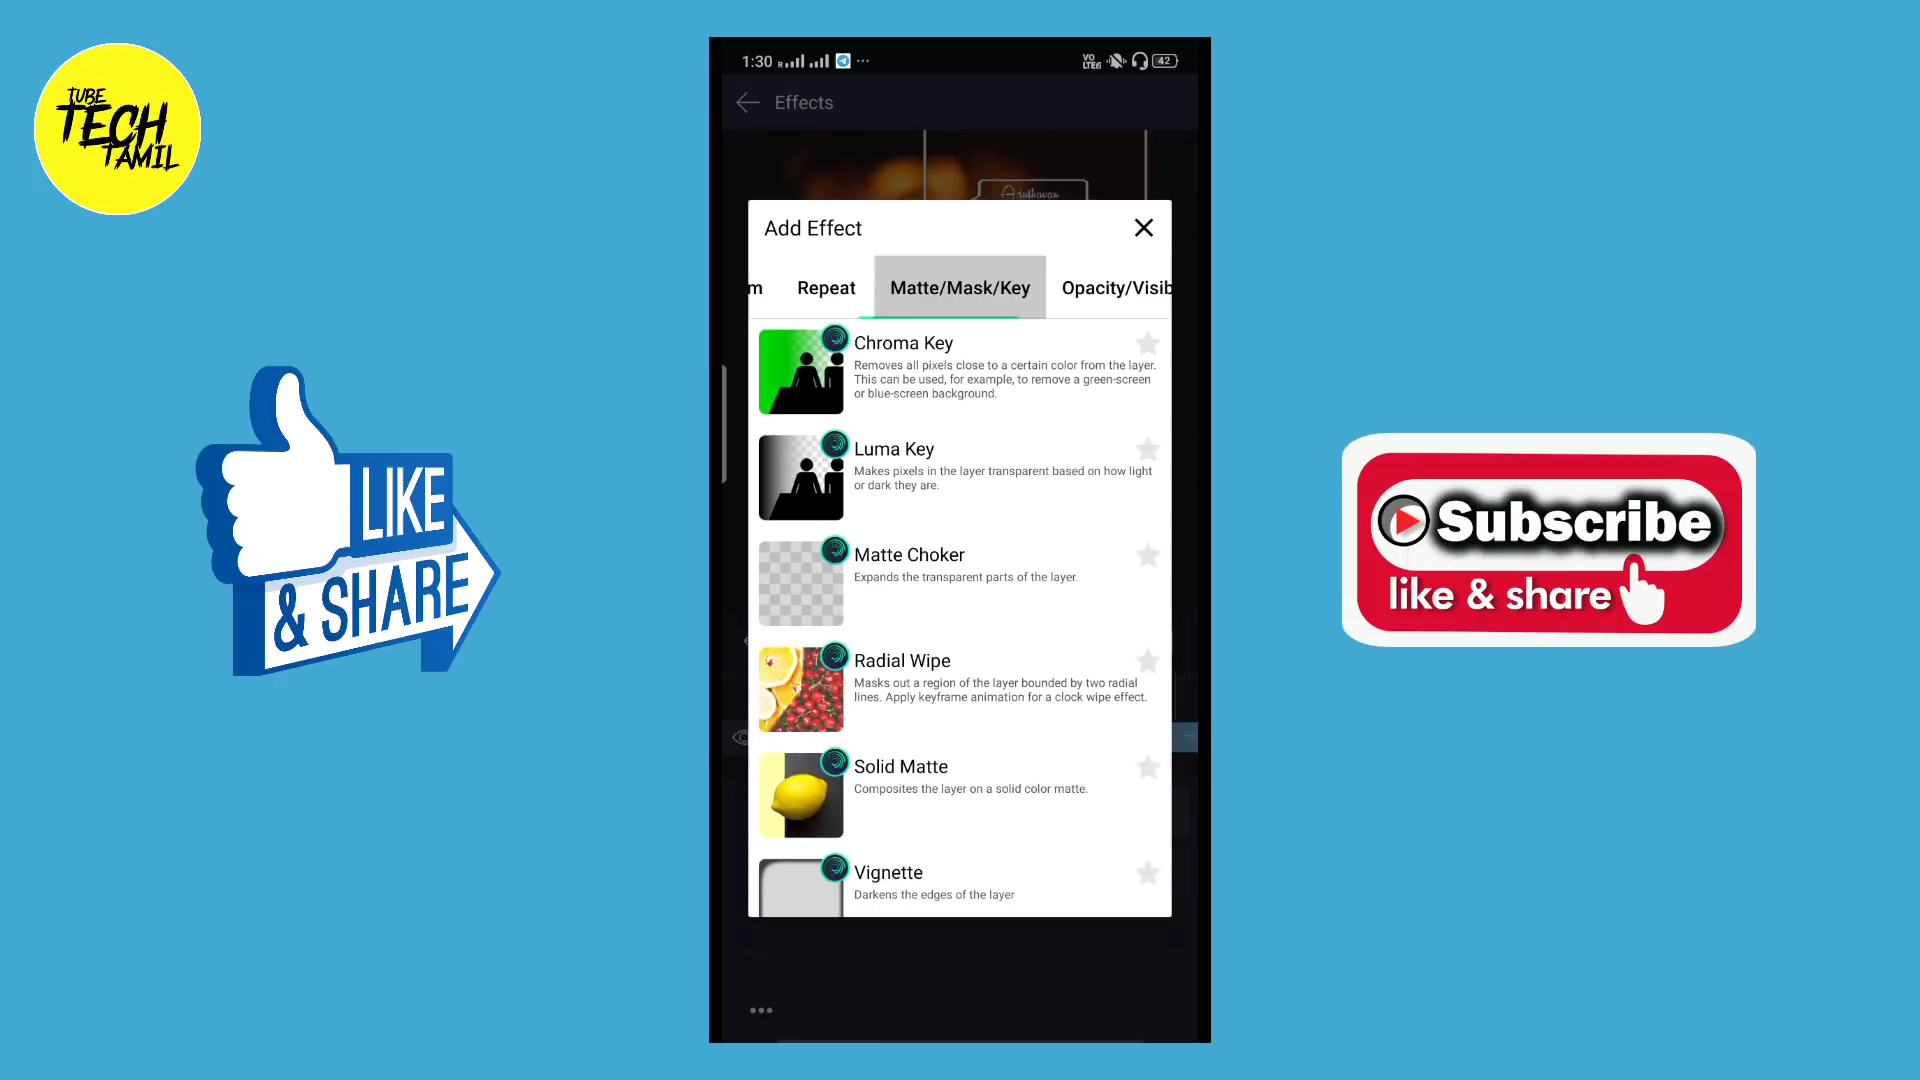 TUBE
TECH
TAMIL
1:30
VO
LTE
42
Effects
Add Effect
Repeat
Matte/Mask/Key
Opacity/Visib
Chroma Key
Removes all pixels close to a certain color from the layer.
This can be used, for example, to remove a green-screen
or blue-screen background.
Luma Key
Makes pixels in the layer transparent based on how light
or dark they are.
Matte Choker
Expands the transparent parts of the layer.
Radial Wipe
Masks out a region of the layer bounded by two radial
lines. Apply keyframe animation for a clock wipe effect.
Solid Matte
Composites the layer on a solid color matte.
Vignette
Darkens the edges of the layer
LIKE
& SHARE
Subscribe
like & share